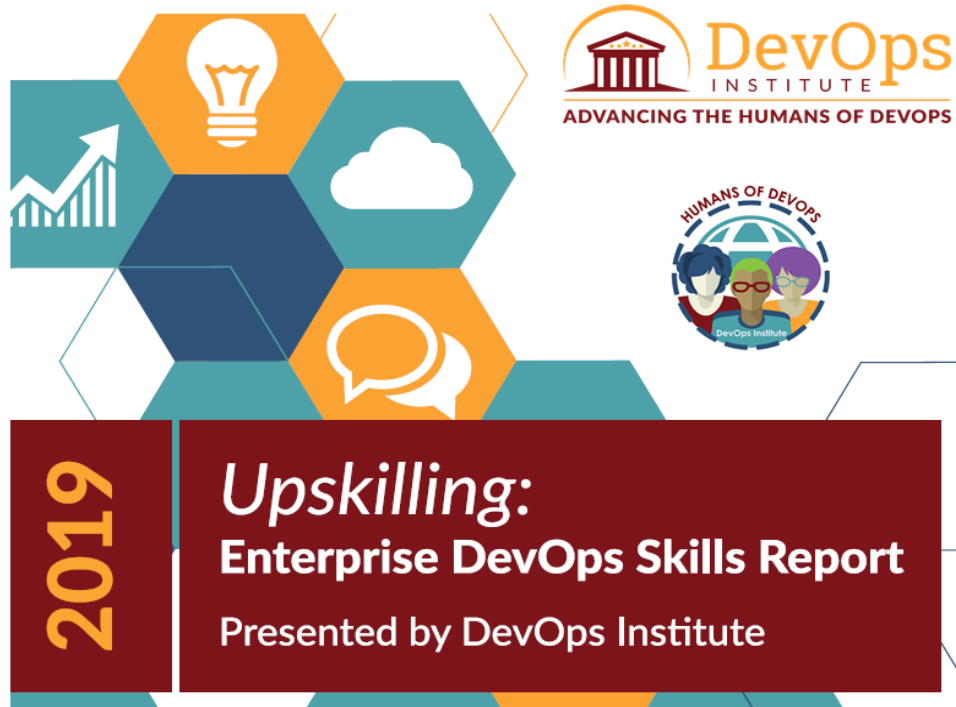 DevOps
INSTITUTE
ADVANCING THE HUMANS OF DEVOPS
HUMANS OF DEVOPS
DevOps Institute
2019
Upskilling:
Enterprise DevOps Skills Report
Presented by DevOps Institute